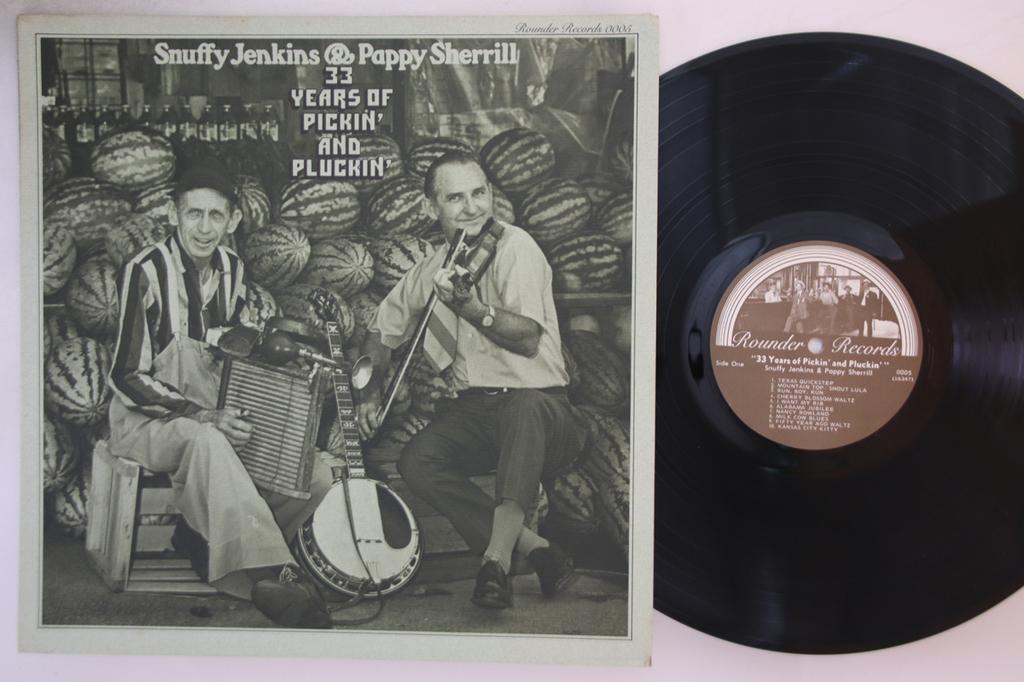 Rounder Records 0005
Snuffy Jenkins & Pappy Sherrill
33
YEARS OF
PICKIN'
AND
PLUCKIN'
Rounder Records
"33 Years of Pickin' and Pluckin'"
Side One
Snuffy Jenkins & Pappy Sherrill
0005
(16347)
1. TEXAS QUICKSTEP
2. MOUNTAIN TOP SHOUT LULA
3. RUN, BOY, RUN
4. CHERRY BLOSSOM WALTZ
5. I WANT MY RIB
6. ALABAMA JUBILEE
7. NANCY ROWLAND
8. MILK COW BLUES
9. FIFTY YEAR AGO WALTZ
10. KANSAS CITY KITTY